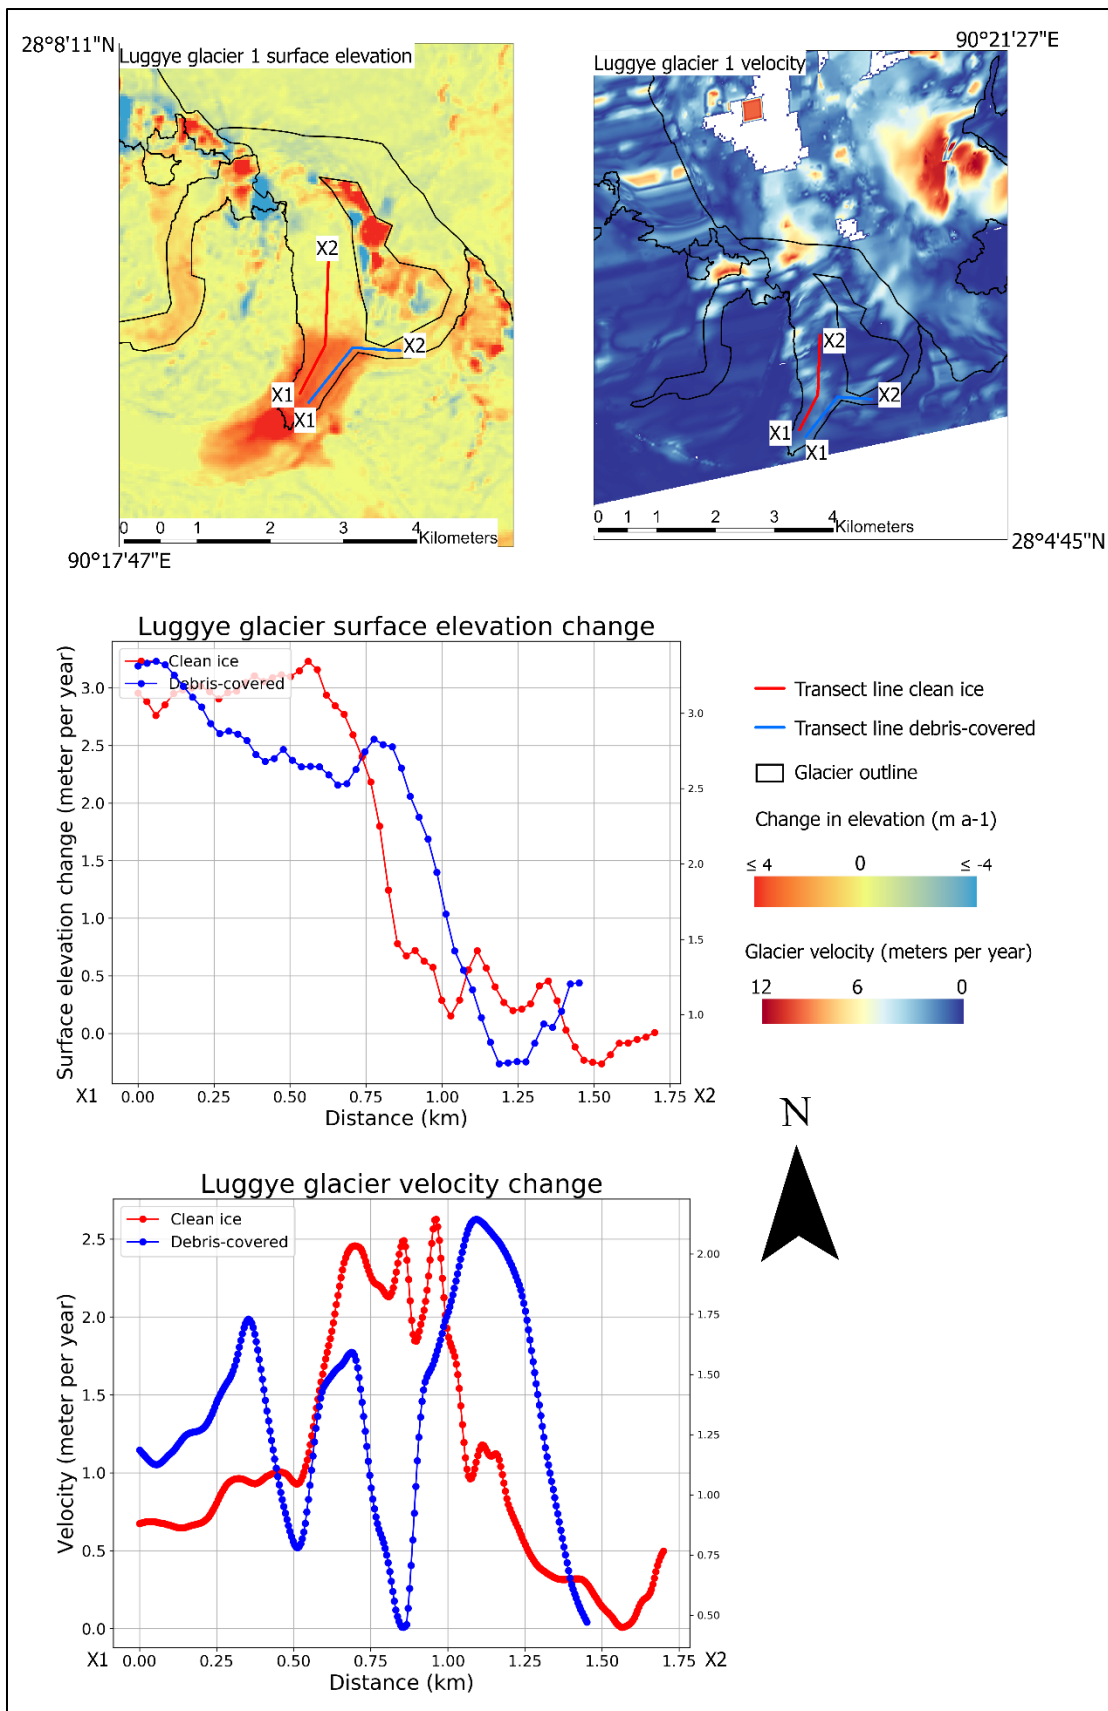 28°8'11"N
Luggye glacier 1 surface elevation
X2
X2
X1
X1
0 0 1 2 3 4
Kilometers
90°17'47"E
90°21'27"E
Luggye glacier 1 velocity
X2
X2
X1
X1
0 1 1 2 3 4
Kilometers
28°4'45"N
Luggye glacier surface elevation change
Clean ice
Debris-covered
Surface elevation change (meter per year)
3.0
2.5
2.0
1.5
1.0
0.5
0.0
3.0
2.5
2.0
1.5
1.0
X1 0.00 0.25 0.50 0.75 1.00 1.25 1.50 1.75 X2
Distance (km)
Transect line clean ice
Transect line debris-covered
Glacier outline
Change in elevation (m a-1)
≤ 4 0 ≤ -4
Glacier velocity (meters per year)
12 6 0
N
Luggye glacier velocity change
Clean ice
Debris-covered
Velocity (meter per year)
2.5
2.0
1.5
1.0
0.5
0.0
2.00
1.75
1.50
1.25
1.00
0.75
0.50
X1 0.00 0.25 0.50 0.75 1.00 1.25 1.50 1.75 X2
Distance (km)